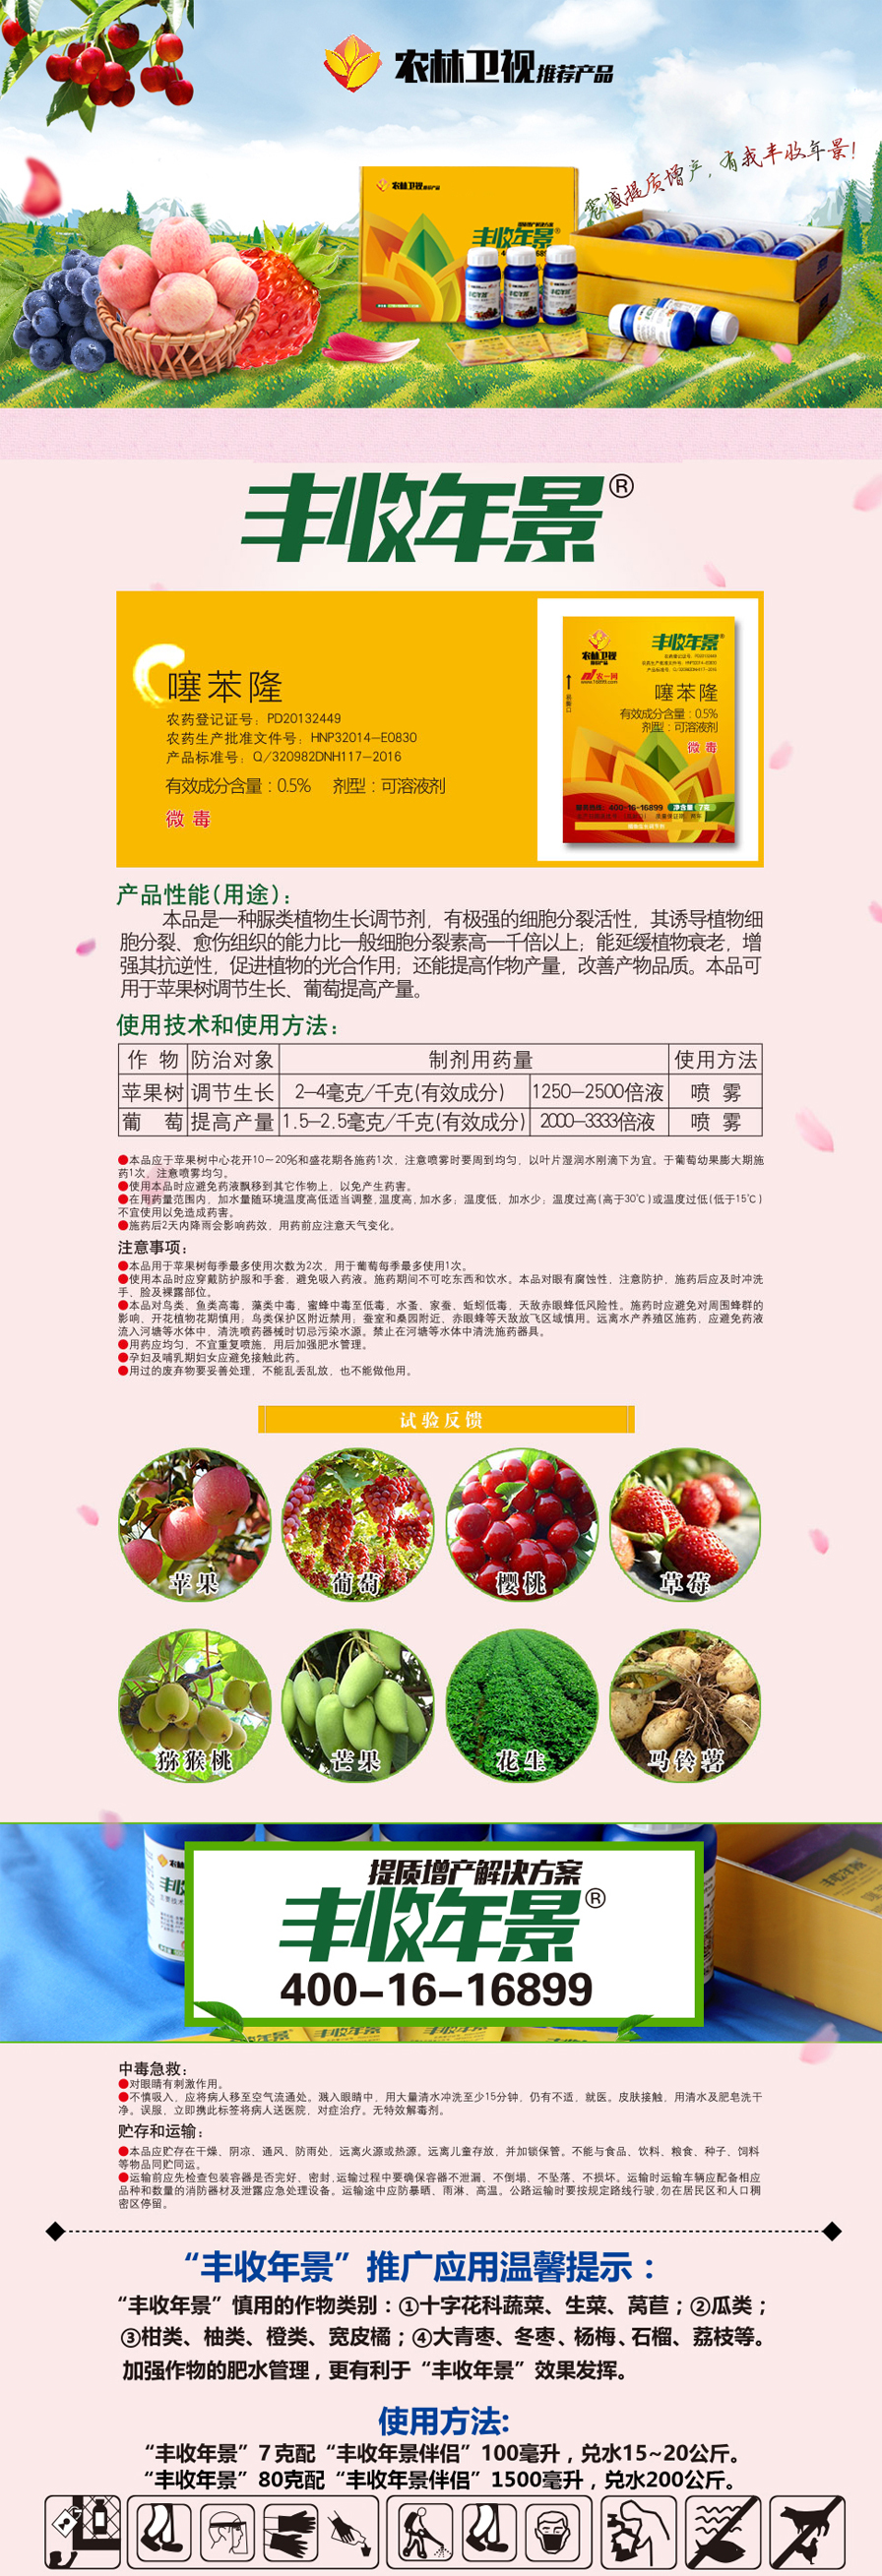 农林卫视推荐产品
农林卫视推荐产品
丰收年景
提质增产，有我丰收年景！
丰收年景®
噻苯隆
农药登记证号：PD20132449
农药生产批准文件号：HNP32014-E0830
产品标准号：Q/320982DNH117-2016
有效成分含量：0.5% 剂型：可溶液剂
微毒
农林卫视
推荐产品
农一网
www.16899.com
丰收年景®
农药登记证号：PD20132449
农药生产批准文件号：HNP32014-E0830
产品标准号：Q/320982DNH117-2016
噻苯隆
有效成分含量：0.5%
剂型：可溶液剂
微毒
400-16-16899
净含量：7克
产品性能（用途）：
本品是一种脲类植物生长调节剂，有极强的细胞分裂活性，其诱导植物细
胞分裂、愈伤组织的能力比一般细胞分裂素高一千倍以上；能延缓植物衰老，增
强其抗逆性，促进植物的光合作用；还能提高作物产量，改善产物品质。本品可
用于苹果树调节生长、葡萄提高产量。
使用技术和使用方法：
作 物 防治对象 制剂用药量 使用方法
苹果树 调节生长 2-4毫克/千克(有效成分) 1250-2500倍液 喷 雾
葡 萄 提高产量 1.5-2.5毫克/千克(有效成分) 2000-3333倍液 喷 雾
●本品应于苹果树中心花开10～20%和盛花期各施药1次，注意喷雾时要周到均匀，以叶片湿润水刚滴下为宜。于葡萄幼果膨大期施
药1次，注意喷雾均匀。
●使用本品时应避免药液飘移到其它作物上，以免产生药害。
●在用药量范围内，加水量随环境温度高低适当调整，温度高，加水多；温度低，加水少；温度过高(高于30℃)或温度过低(低于15℃)
不宜使用以免造成药害。
●施药后2天内降雨会影响药效，用药前应注意天气变化。
注意事项：
●本品用于苹果树每季最多使用次数为2次，用于葡萄每季最多使用1次。
●使用本品时应穿戴防护服和手套，避免吸入药液。施药期间不可吃东西和饮水。本品对眼有腐蚀性，注意防护，施药后应及时冲洗
手、脸及裸露部位。
●本品对鸟类、鱼类高毒，藻类中毒，蜜蜂中毒至低毒，水蚤、家蚕、蚯蚓低毒，天敌赤眼蜂低风险性。施药时应避免对周围蜂群的
影响、开花植物花期慎用；鸟类保护区附近禁用；蚕室和桑园附近、赤眼蜂等天敌放飞区域慎用。远离水产养殖区施药，应避免药液
流入河塘等水体中，清洗喷药器械时切忌污染水源。禁止在河塘等水体中清洗施药器具。
●用药应均匀，不宜重复喷施，用后加强肥水管理。
●孕妇及哺乳期妇女应避免接触此药。
●用过的废弃物要妥善处理，不能乱丢乱放，也不能做他用。
试验反馈
苹果 葡萄 樱桃 草莓
猕猴桃 芒果 花生 马铃薯
提质增产解决方案
丰收年景®
400-16-16899
中毒急救：
●对眼睛有刺激作用。
●不慎吸入，应将病人移至空气流通处。溅入眼睛中，用大量清水冲洗至少15分钟，仍有不适，就医。皮肤接触，用清水及肥皂洗干
净。误服、立即携此标签将病人送医院，对症治疗。无特效解毒剂。
贮存和运输：
●本品应贮存在干燥、阴凉、通风、防雨处，远离火源或热源。远离儿童存放，并加锁保管。不能与食品、饮料、粮食、种子、饲料
等物品同贮同运。
●运输前应先检查包装容器是否完好、密封，运输过程中要确保容器不泄漏、不倒塌、不坠落、不损坏。运输时运输车辆应配备相应
品种和数量的消防器材及泄露应急处理设备。运输途中应防暴晒、雨淋、高温。公路运输时要按规定路线行驶，勿在居民区和人口稠
密区停留。
“丰收年景”推广应用温馨提示：
“丰收年景”慎用的作物类别：①十字花科蔬菜、生菜、莴苣；②瓜类；
③柑类、柚类、橙类、宽皮橘；④大青枣、冬枣、杨梅、石榴、荔枝等。
加强作物的肥水管理，更有利于“丰收年景”效果发挥。
使用方法:
“丰收年景”7克配“丰收年景伴侣”100毫升，兑水15~20公斤。
“丰收年景”80克配“丰收年景伴侣”1500毫升，兑水200公斤。